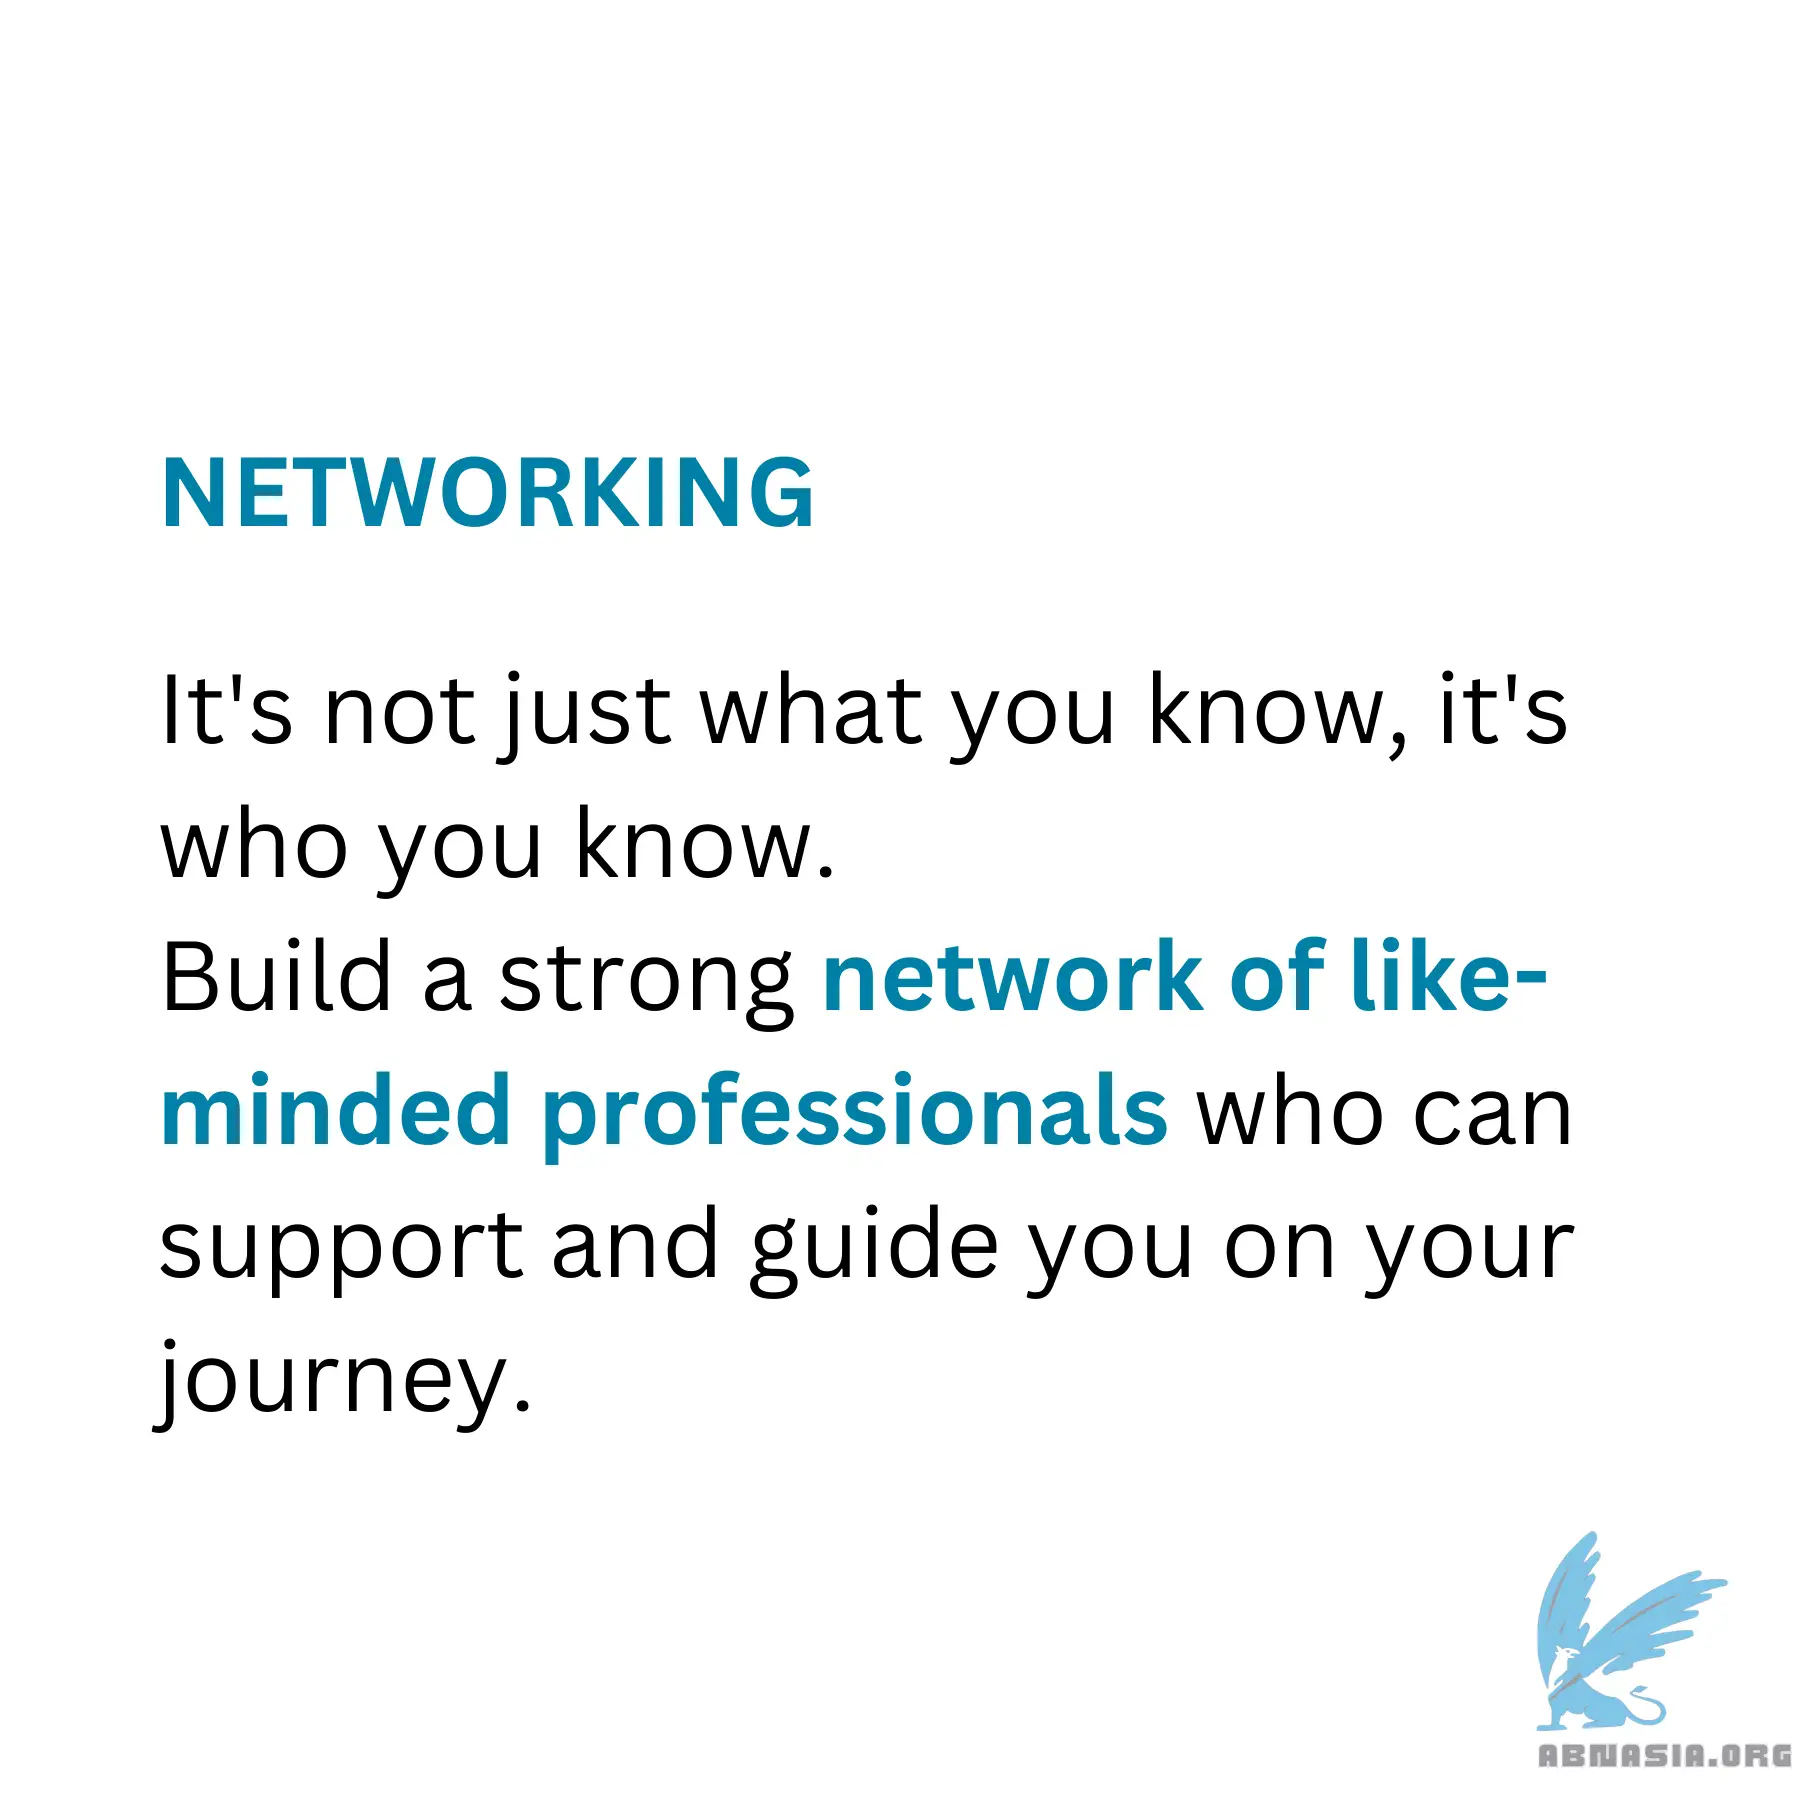 NETWORKING
It's not just what you know, it's
who you know.
Build a strong network of like-
minded professionals who can
support and guide you on your
journey.
ABNASIA.ORG